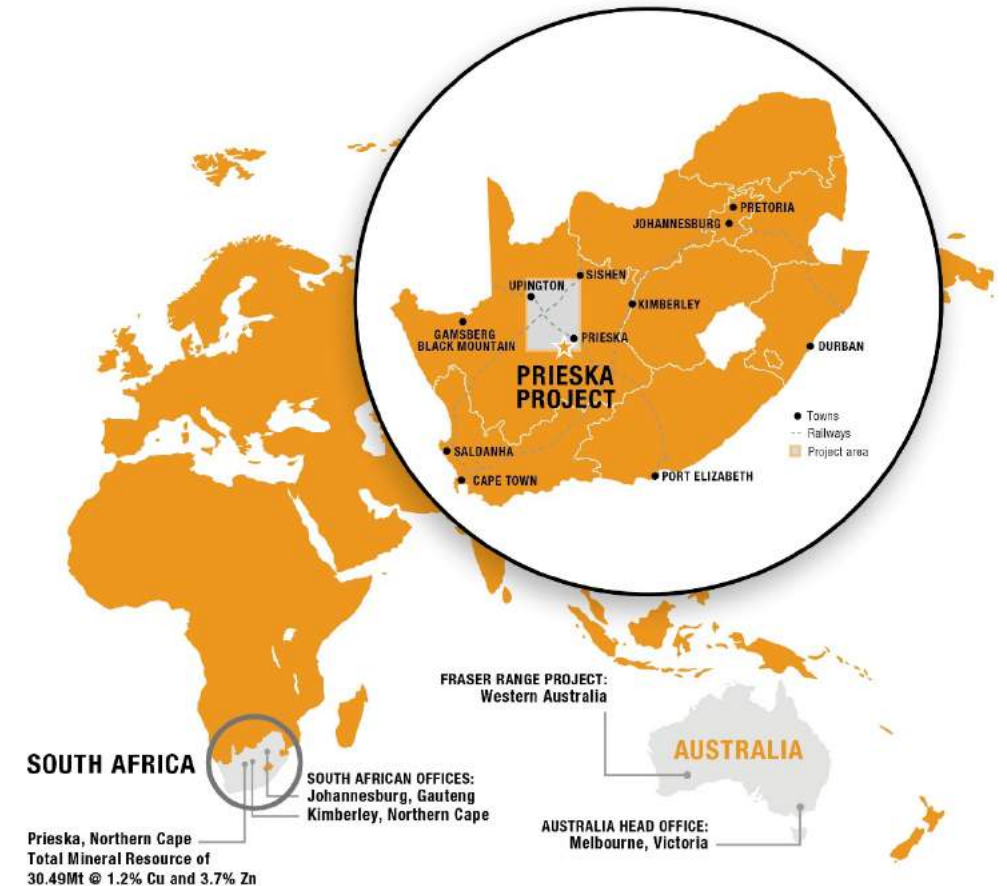 PRETORIA
JOHANNESBURG
SISHEN
UPINGTON
KIMBERLEY
GAMSBERG
BLACK MOUNTAIN
PRIESKA
DURBAN
PRIESKA
PROJECT
Towns
Railways
Project area
SALDANHA
CAPE TOWN
PORT ELIZABETH
FRASER RANGE PROJECT:
Western Australia
AUSTRALIA
SOUTH AFRICA
SOUTH AFRICAN OFFICES:
Johannesburg, Gauteng
Kimberley, Northern Cape
AUSTRALIA HEAD OFFICE:
Melbourne, Victoria
Prieska, Northern Cape
Total Mineral Resource of
30.49Mt @ 1.2% Cu and 3.7% Zn